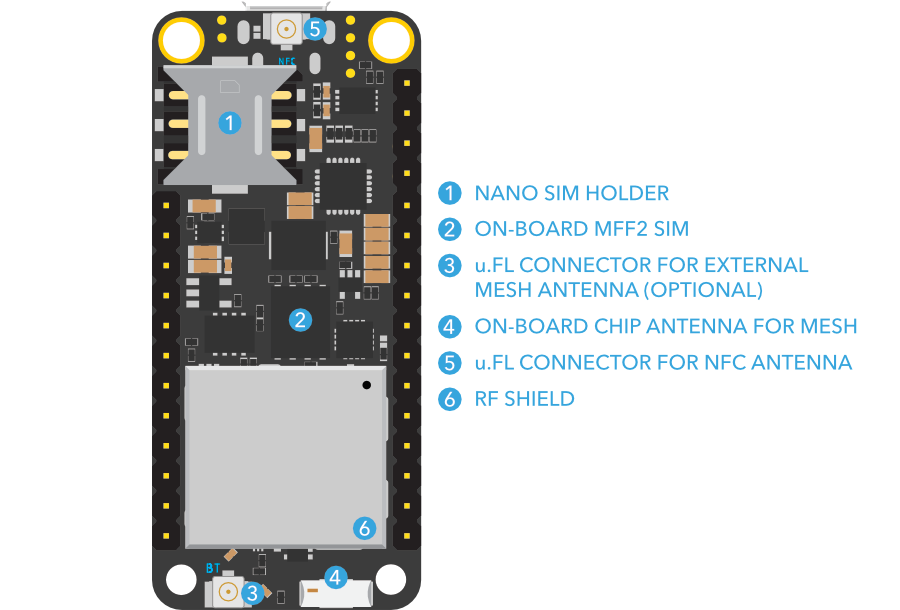 5
NFC
1
2
6
BT
3
4
1 NANO SIM HOLDER
2 ON-BOARD MFF2 SIM
3 u.FL CONNECTOR FOR EXTERNAL
MESH ANTENNA (OPTIONAL)
4 ON-BOARD CHIP ANTENNA FOR MESH
5 u.FL CONNECTOR FOR NFC ANTENNA
6 RF SHIELD